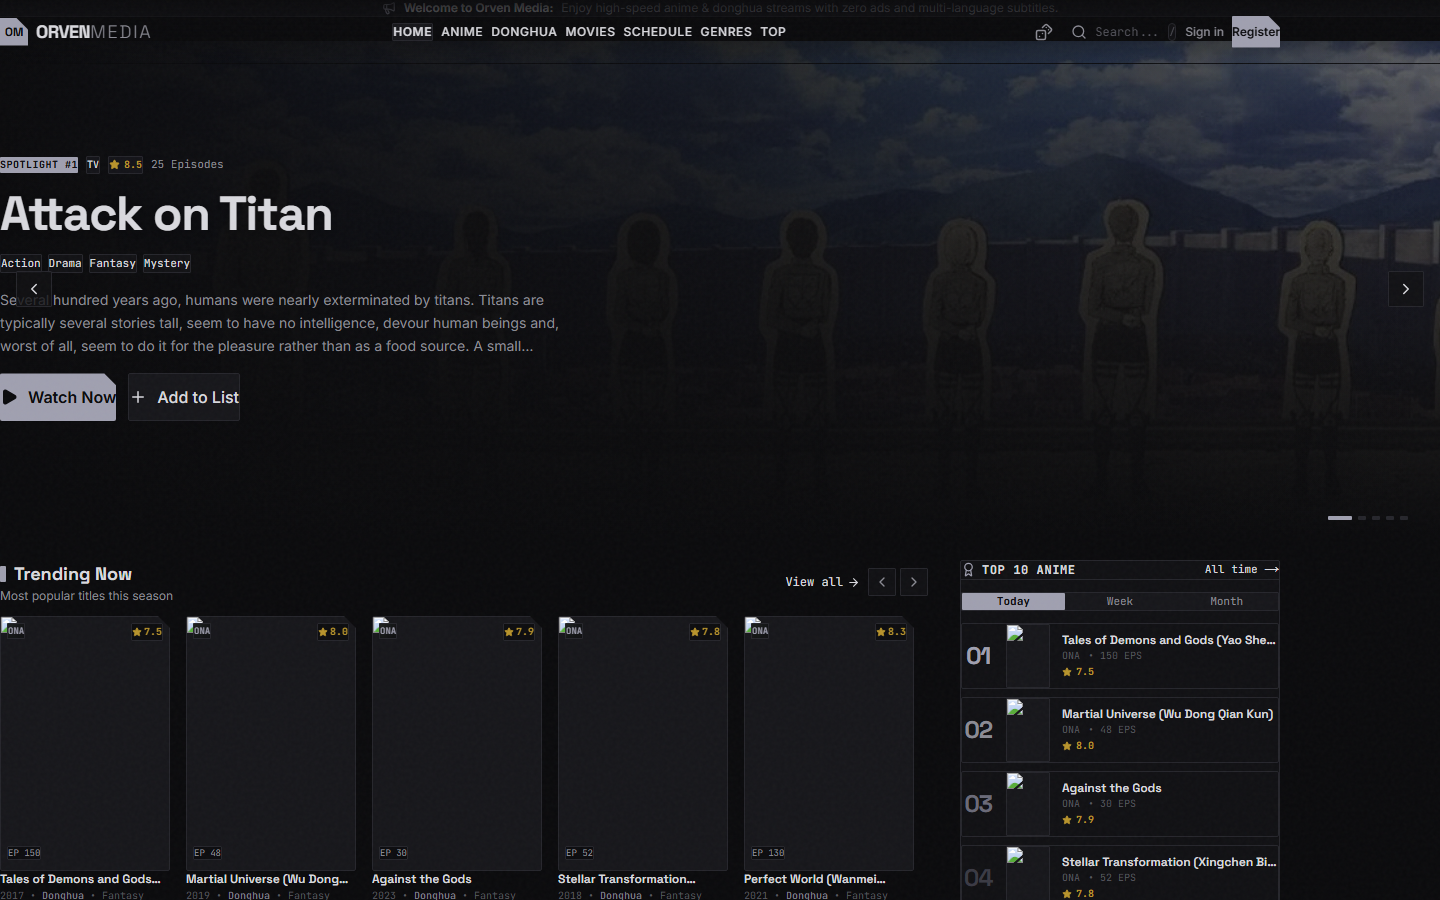 Welcome to Orven Media: Enjoy high-speed anime & donghua streams with zero ads and multi-language subtitles.
OM ORVENMEDIA HOME ANIME DONGHUA MOVIES SCHEDULE GENRES TOP Search... / Sign in Register
SPOTLIGHT #1 TV 8.5 25 Episodes
Attack on Titan
Action Drama Fantasy Mystery
Several hundred years ago, humans were nearly exterminated by titans. Titans are
typically several stories tall, seem to have no intelligence, devour human beings and,
worst of all, seem to do it for the pleasure rather than as a food source. A small...
Watch Now Add to List
Trending Now
Most popular titles this season
View all →
ONA 7.5
EP 150
Tales of Demons and Gods...
2017 • Donghua • Fantasy
ONA 8.0
EP 48
Martial Universe (Wu Dong...
2019 • Donghua • Fantasy
ONA 7.9
EP 30
Against the Gods
2023 • Donghua • Fantasy
ONA 7.8
EP 52
Stellar Transformation...
2018 • Donghua • Fantasy
ONA 8.3
EP 130
Perfect World (Wanmei...
2021 • Donghua • Fantasy
TOP 10 ANIME All time →
Today Week Month
01
Tales of Demons and Gods (Yao She...
ONA • 150 EPS
7.5
02
Martial Universe (Wu Dong Qian Kun)
ONA • 48 EPS
8.0
03
Against the Gods
ONA • 30 EPS
7.9
04
Stellar Transformation (Xingchen Bi...
ONA • 52 EPS
7.8